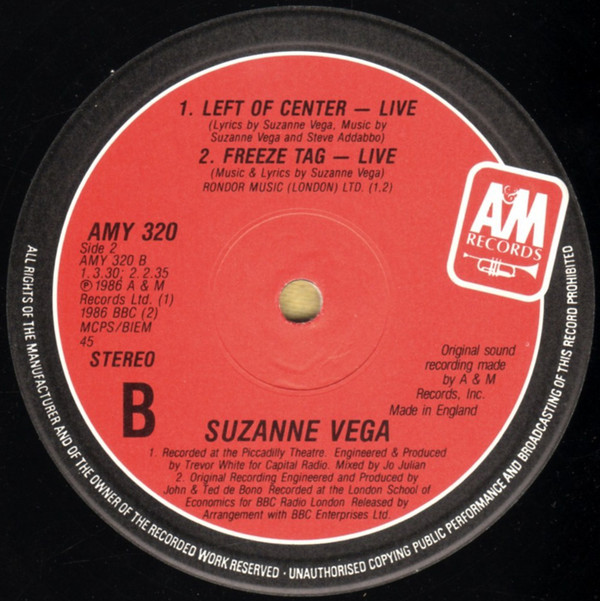 1. LEFT OF CENTER — LIVE
(Lyrics by Suzanne Vega, Music by
Suzanne Vega and Steve Addabbo)
2. FREEZE TAG — LIVE
(Music & Lyrics by Suzanne Vega)
RONDOR MUSIC (LONDON) LTD. (1.2)
A&M
RECORDS
AMY 320
Side 2
AMY 320 B
1. 3.30; 2. 2.35
℗1986 A & M
Records Ltd. (1)
1986 BBC (2)
MCPS/BIEM
45
STEREO
B
Original sound
recording made
by A & M
Records, Inc.
Made in England
SUZANNE VEGA
1. Recorded at the Piccadilly Theatre. Engineered & Produced
by Trevor White for Capital Radio. Mixed by Jo Julian
2. Original Recording Engineered and Produced by
John & Ted de Bono Recorded at the London School of
Economics for BBC Radio London Released by
Arrangement with BBC Enterprises Ltd.
ALL RIGHTS OF THE MANUFACTURER AND OF THE OWNER OF THE RECORDED WORK RESERVED · UNAUTHORISED COPYING PUBLIC PERFORMANCE AND BROADCASTING OF THIS RECORD PROHIBITED